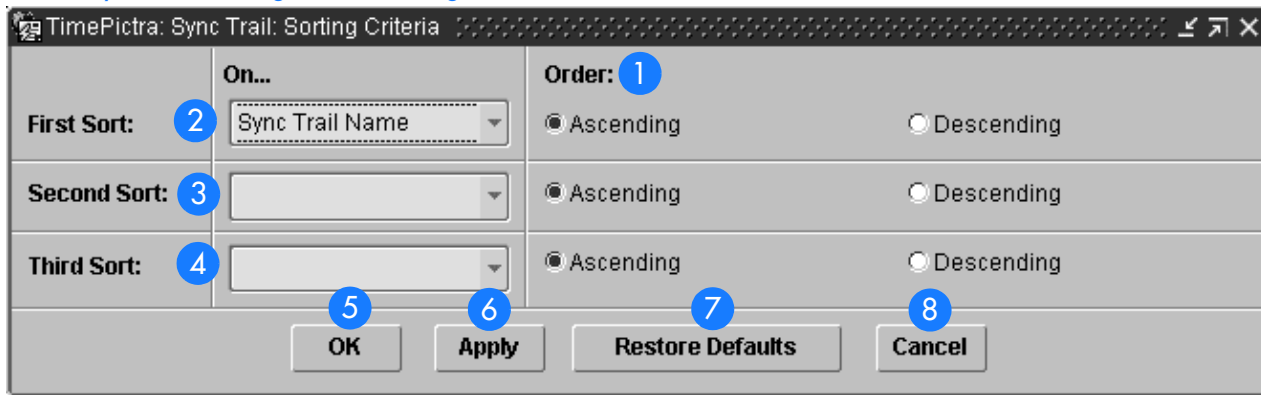 TimePictra: Sync Trail: Sorting Criteria
On... Order: 1
First Sort: 2 Sync Trail Name Ascending Descending
Second Sort: 3 Ascending Descending
Third Sort: 4 Ascending Descending
5 6 7 8
OK Apply Restore Defaults Cancel